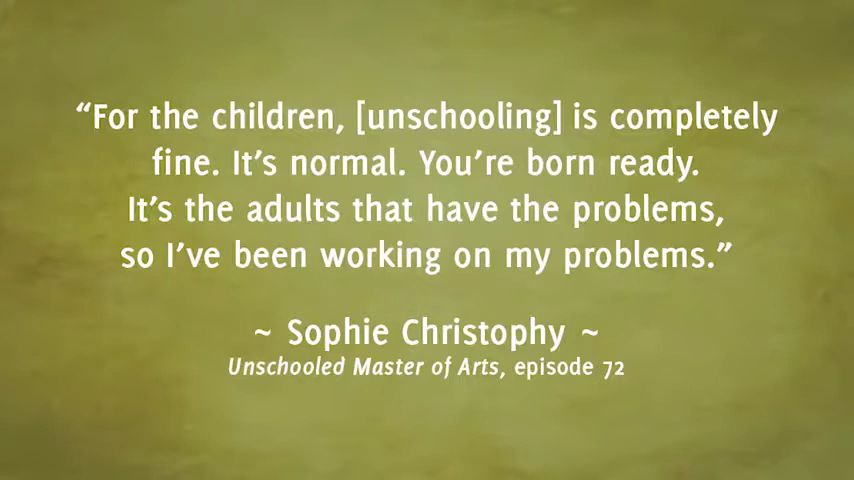 “For the children, [unschooling] is completely
fine. It’s normal. You’re born ready.
It’s the adults that have the problems,
so I’ve been working on my problems.”
~ Sophie Christophy ~
Unschooled Master of Arts, episode 72